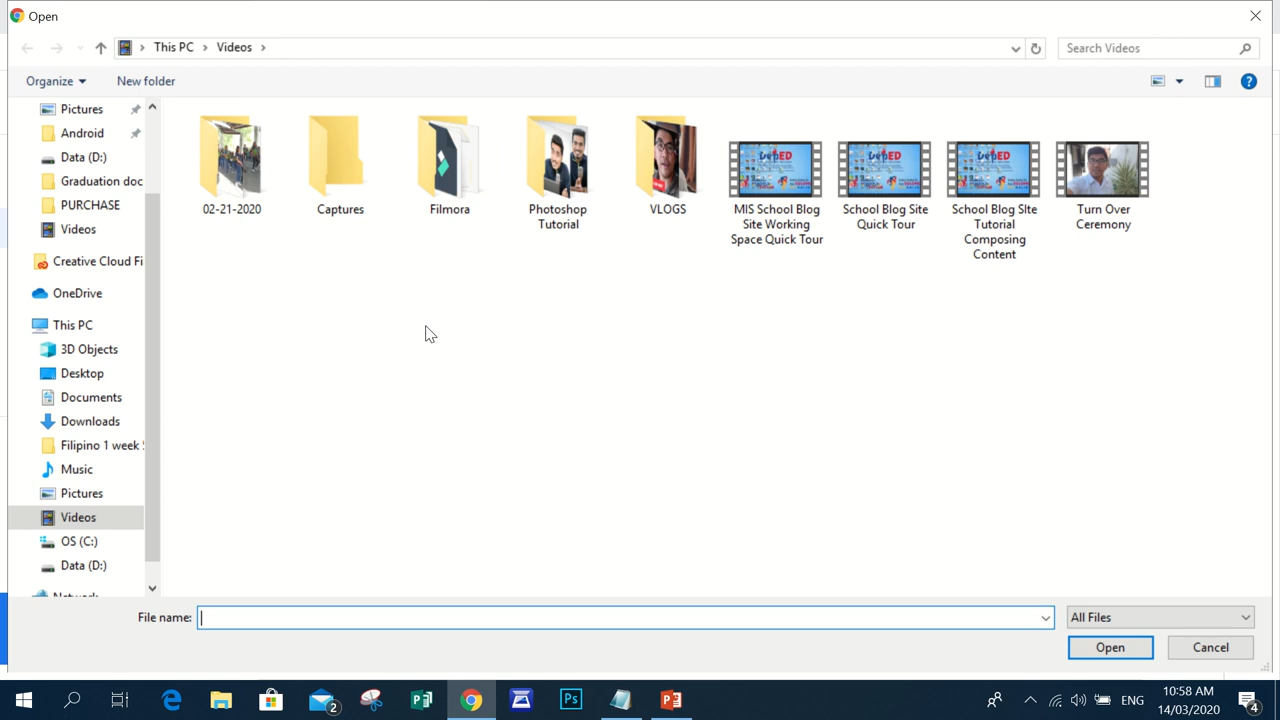 Open
This PC
Videos
Search Videos
Organize
New folder
Pictures
Android
Data (D:)
Graduation doc
PURCHASE
Videos
Creative Cloud Fi
OneDrive
This PC
3D Objects
Desktop
Documents
Downloads
Filipino 1 week
Music
Pictures
Videos
OS (C:)
Data (D:)
Network
02-21-2020
Captures
Filmora
Photoshop
Tutorial
VLOGS
MIS School Blog
Site Working
Space Quick Tour
School Blog Site
Quick Tour
School Blog SIte
Tutorial
Composing
Content
Turn Over
Ceremony
File name:
All Files
Open
Cancel
2
Ps
ENG
10:58 AM
14/03/2020
4